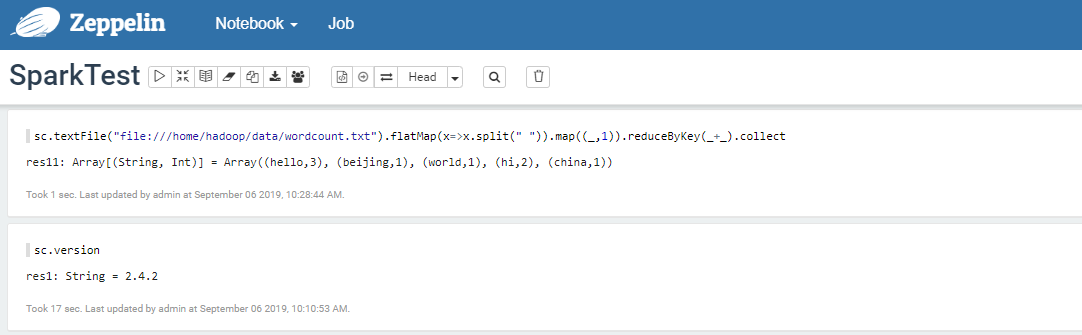 Zeppelin Notebook Job
SparkTest Head
sc.textFile("file:///home/hadoop/data/wordcount.txt").flatMap(x=>x.split(" ")).map((_,1)).reduceByKey(_+_).collect
res11: Array[(String, Int)] = Array((hello,3), (beijing,1), (world,1), (hi,2), (china,1))
Took 1 sec. Last updated by admin at September 06 2019, 10:28:44 AM.
sc.version
res1: String = 2.4.2
Took 17 sec. Last updated by admin at September 06 2019, 10:10:53 AM.